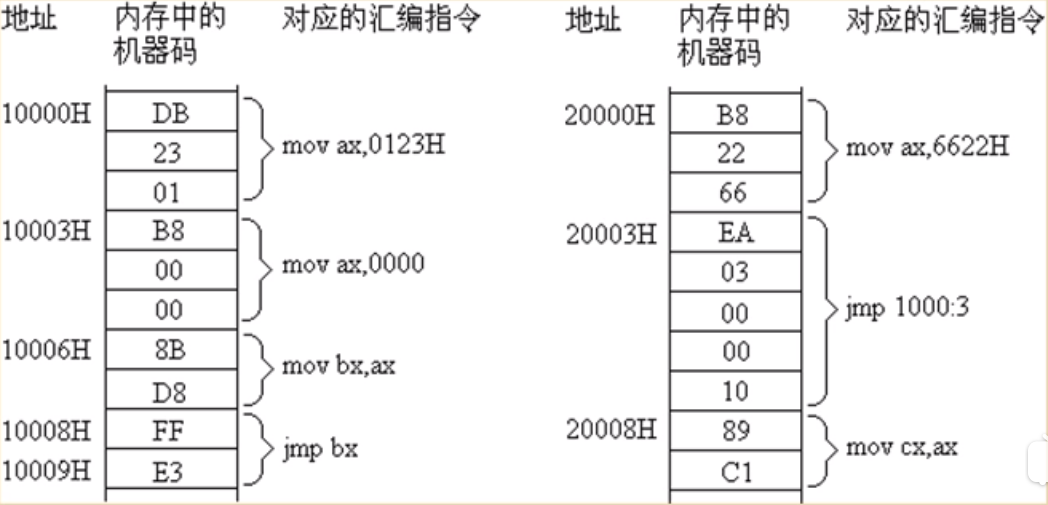 地址 内存中的 对应的汇编指令 地址 内存中的 对应的汇编指令
机器码 机器码
10000H DB 20000H B8
mov ax,0123H mov ax,6622H
23 22
01 66
10003H B8 20003H EA
mov ax,0000
00 03
00 00
jmp 1000:3
10006H 8B 00
mov bx,ax
D8 10
10008H FF 20008H 89
jmp bx mov cx,ax
10009H E3 C1